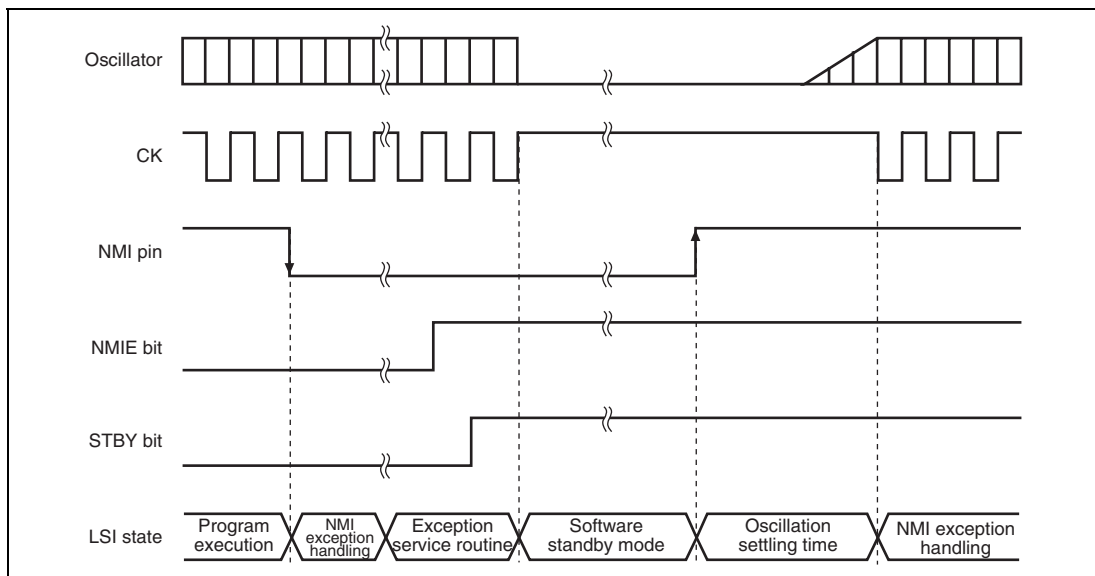 Oscillator
CK
NMI pin
NMIE bit
STBY bit
LSI state
Program
execution
NMI
exception
handling
Exception
service routine
Software
standby mode
Oscillation
settling time
NMI exception
handling